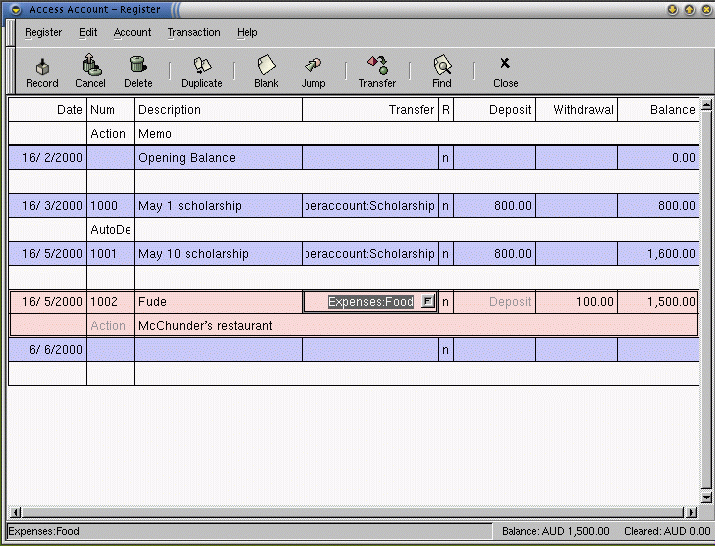 Access Account – Register
Register Edit Account Transaction Help
Record Cancel Delete Duplicate Blank Jump Transfer Find Close
Date Num Description Transfer R Deposit Withdrawal Balance
Action Memo
16/ 2/2000 Opening Balance n 0.00
16/ 3/2000 1000 May 1 scholarship peraccount:Scholarship n 800.00 800.00
AutoDe
16/ 5/2000 1001 May 10 scholarship peraccount:Scholarship n 800.00 1,600.00
16/ 5/2000 1002 Fude Expenses:Food n Deposit 100.00 1,500.00
Action McChunder's restaurant
6/ 6/2000 n
Expenses:Food Balance: AUD 1,500.00 Cleared: AUD 0.00